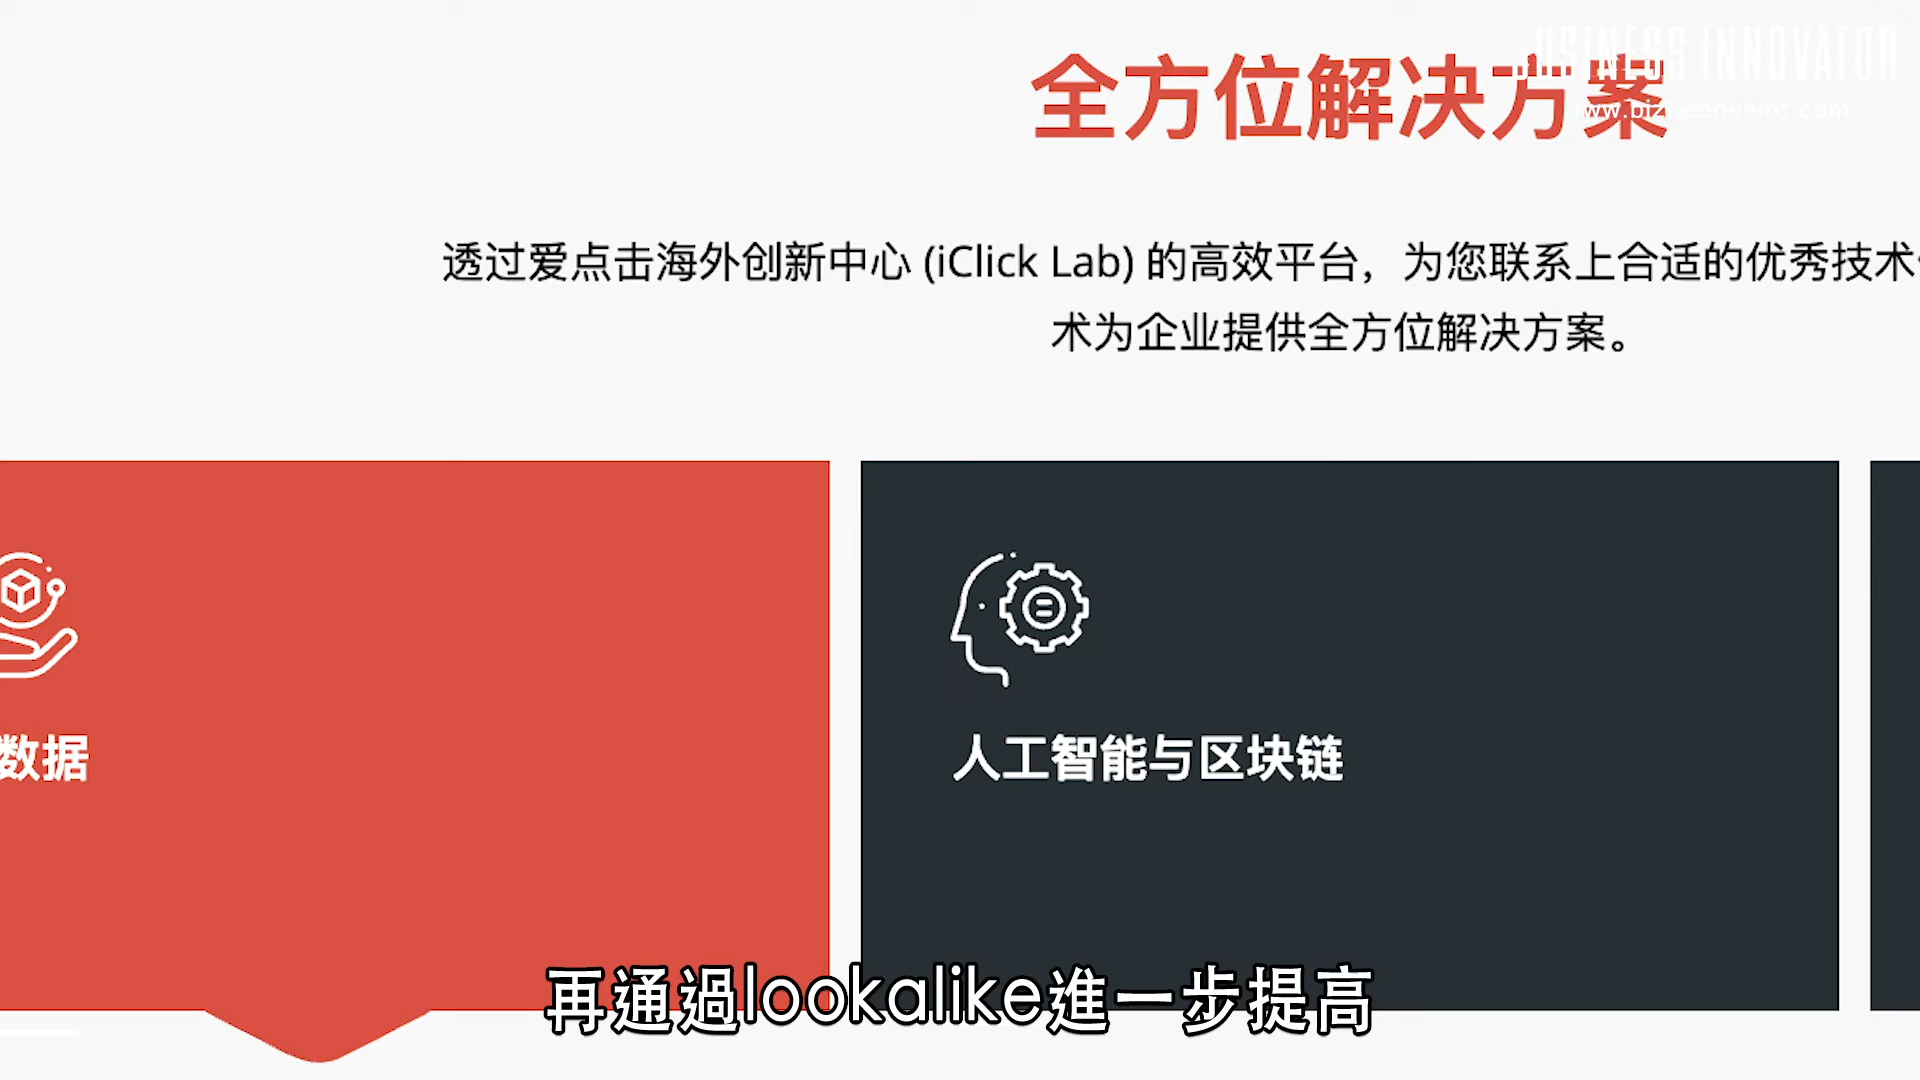 BUSINESS INNOVATOR
全方位解决方案
透过爱点击海外创新中心 (iClick Lab) 的高效平台，为您联系上合适的优秀技术
术为企业提供全方位解决方案。
数据
人工智能与区块链
再通過lookalike進一步提高